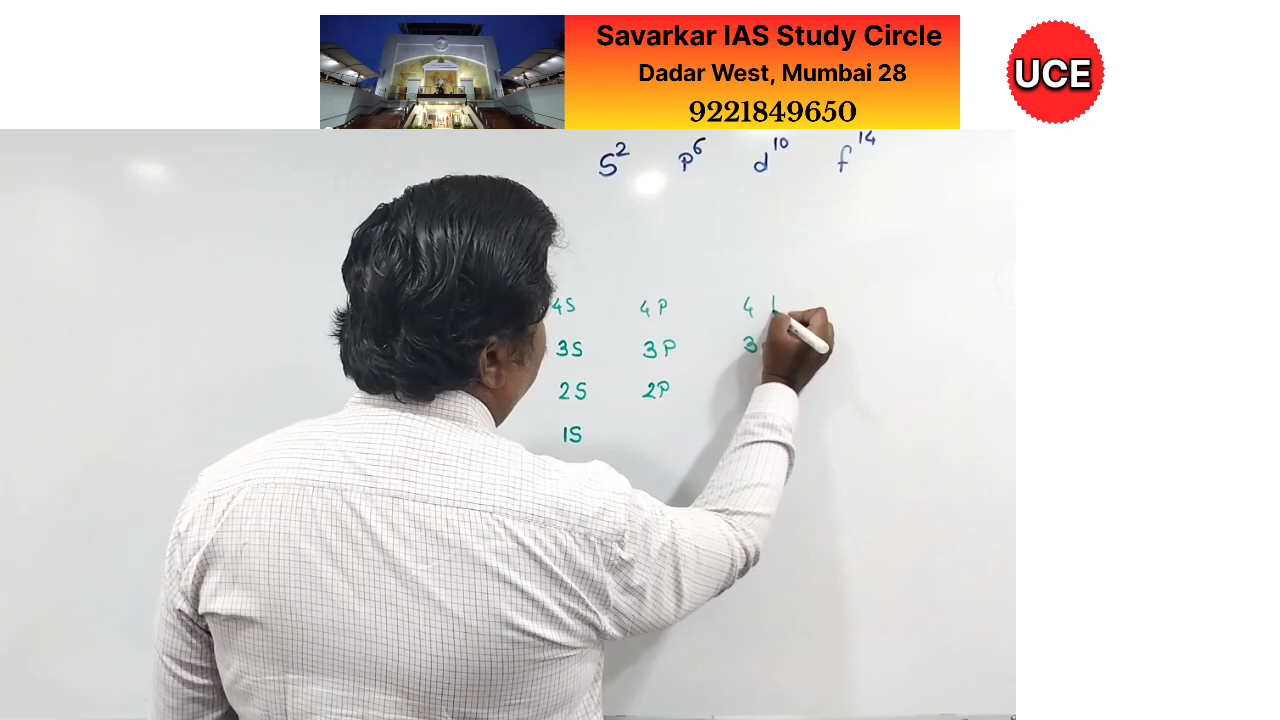 Savarkar IAS Study Circle
Dadar West, Mumbai 28
9221849650
UCE
S² P⁶ d¹⁰ f¹⁴
4S 4P 4
3S 3P 3
2S 2P
1S